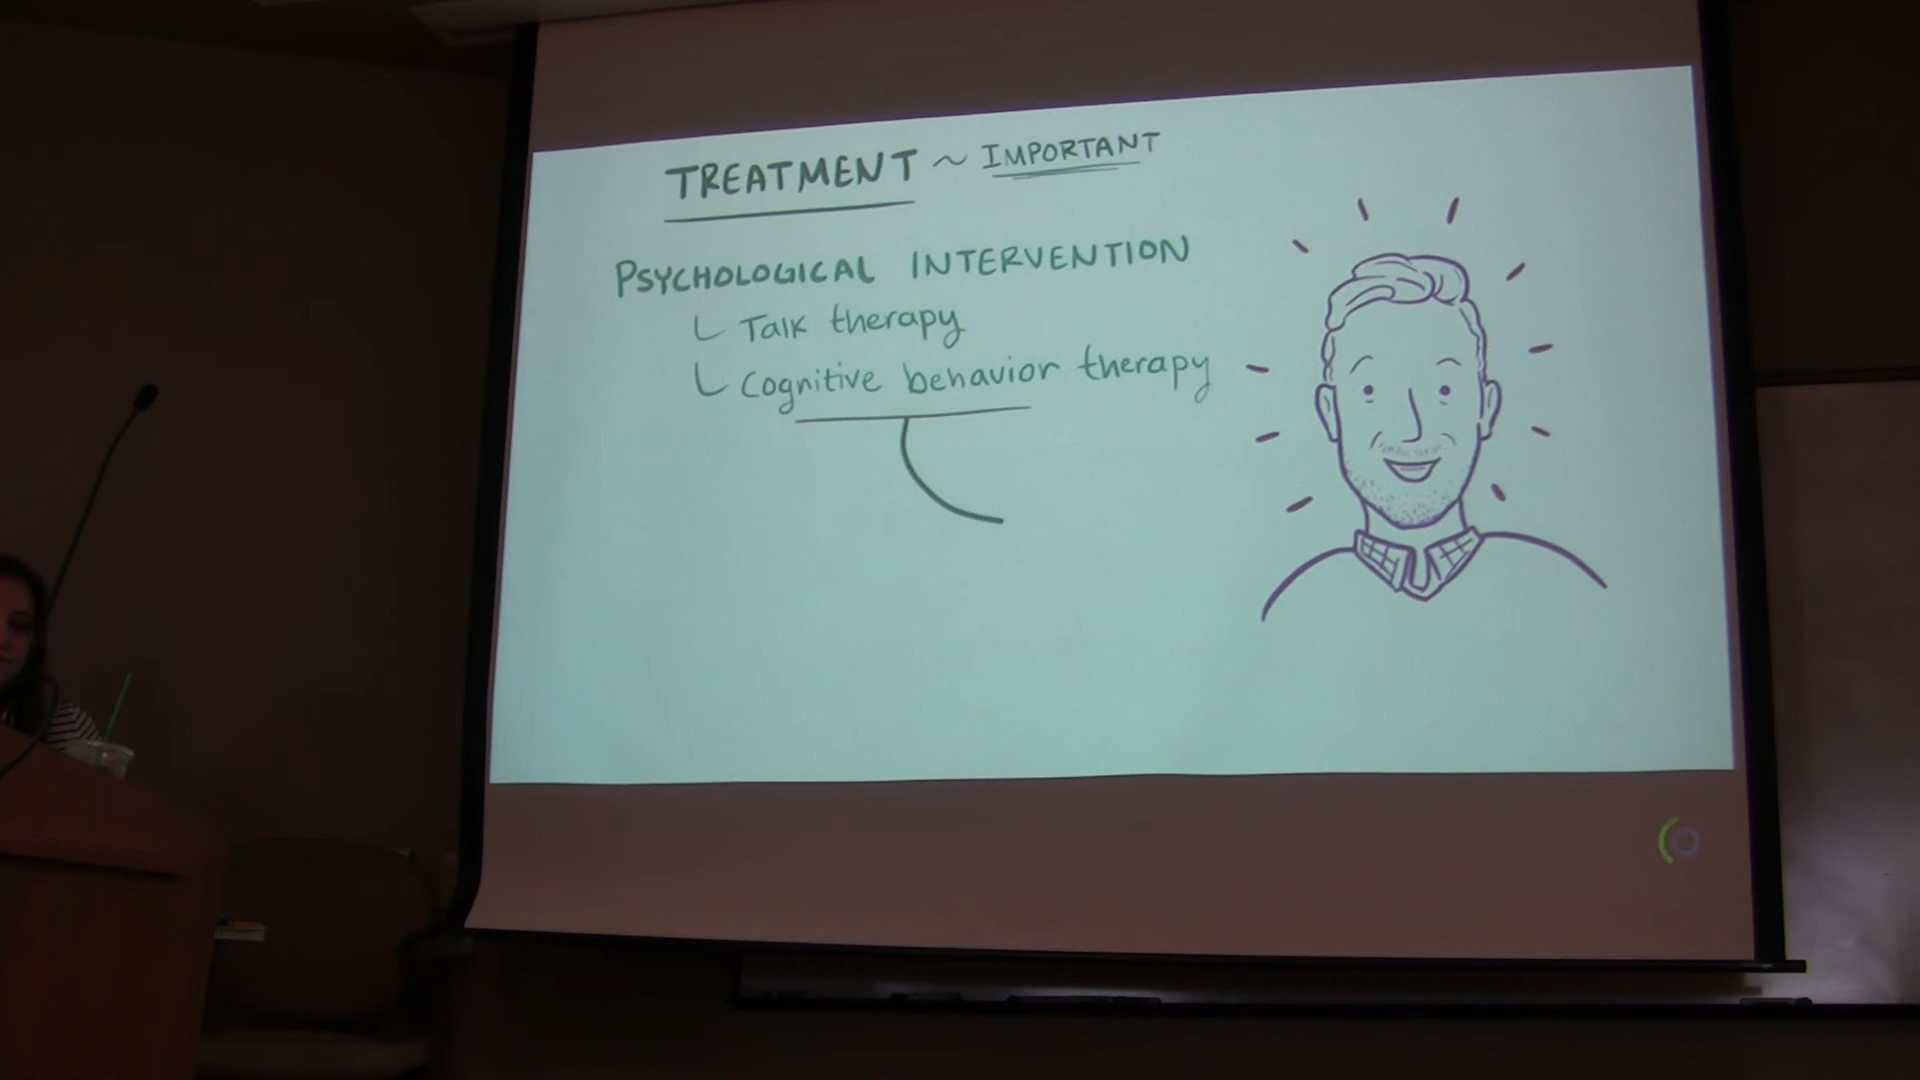 TREATMENT ~ IMPORTANT
PSYCHOLOGICAL INTERVENTION
Talk therapy
Cognitive behavior therapy